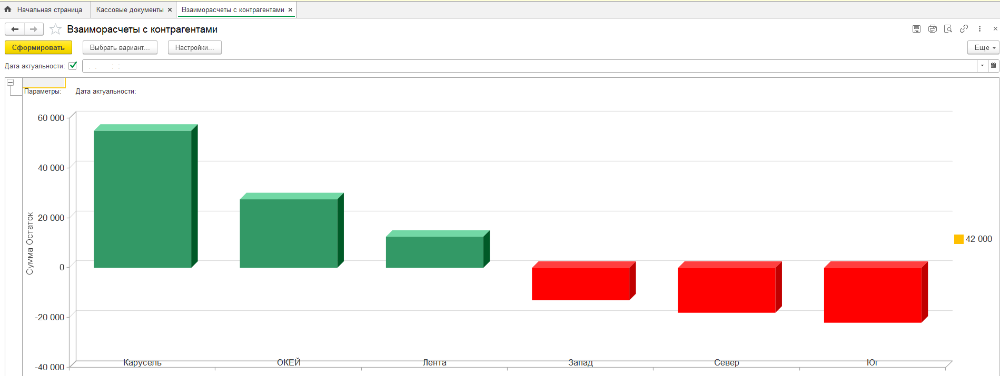 Начальная страница
Кассовые документы
Взаиморасчеты с контрагентами
Взаиморасчеты с контрагентами
Сформировать
Выбрать вариант...
Настройки...
Еще
Дата актуальности:
. . : :
Параметры: Дата актуальности:
60 000
40 000
20 000
0
-20 000
-40 000
Сумма Остаток
42 000
Карусель
ОКЕЙ
Лента
Запад
Север
Юг